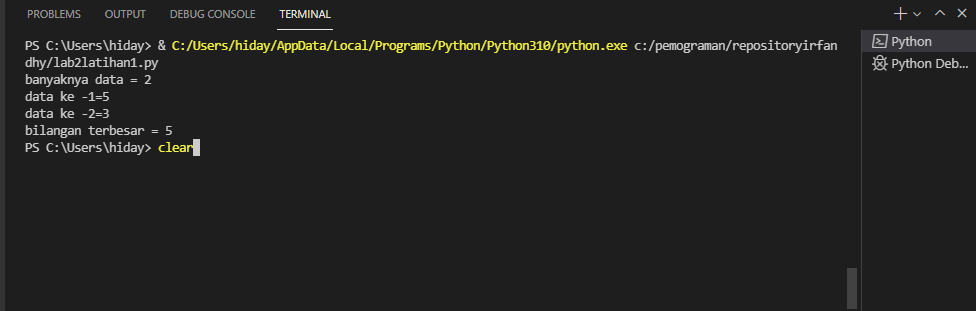 PROBLEMS OUTPUT DEBUG CONSOLE TERMINAL
PS C:\Users\hiday> & C:/Users/hiday/AppData/Local/Programs/Python/Python310/python.exe c:/pemograman/repositoryirfan
dhy/lab2latihan1.py
banyaknya data = 2
data ke -1=5
data ke -2=3
bilangan terbesar = 5
PS C:\Users\hiday> clear
Python
Python Deb...